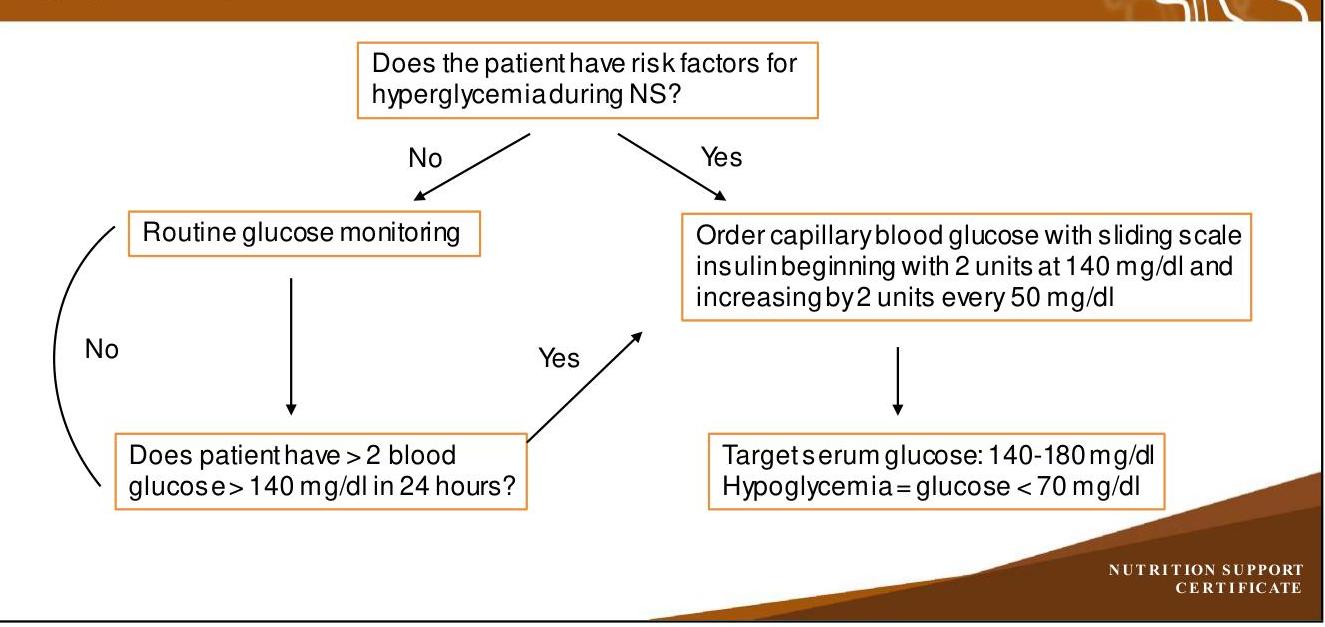 Does the patient have risk factors for
hyperglycemia during NS?
No
Yes
Routine glucose monitoring
Order capillary blood glucose with sliding scale
insulin beginning with 2 units at 140 mg/dl and
increasing by 2 units every 50 mg/dl
No
Yes
Does patient have > 2 blood
glucose > 140 mg/dl in 24 hours?
Target serum glucose: 140-180 mg/dl
Hypoglycemia = glucose < 70 mg/dl
NUTRITION SUPPORT
CERTIFICATE